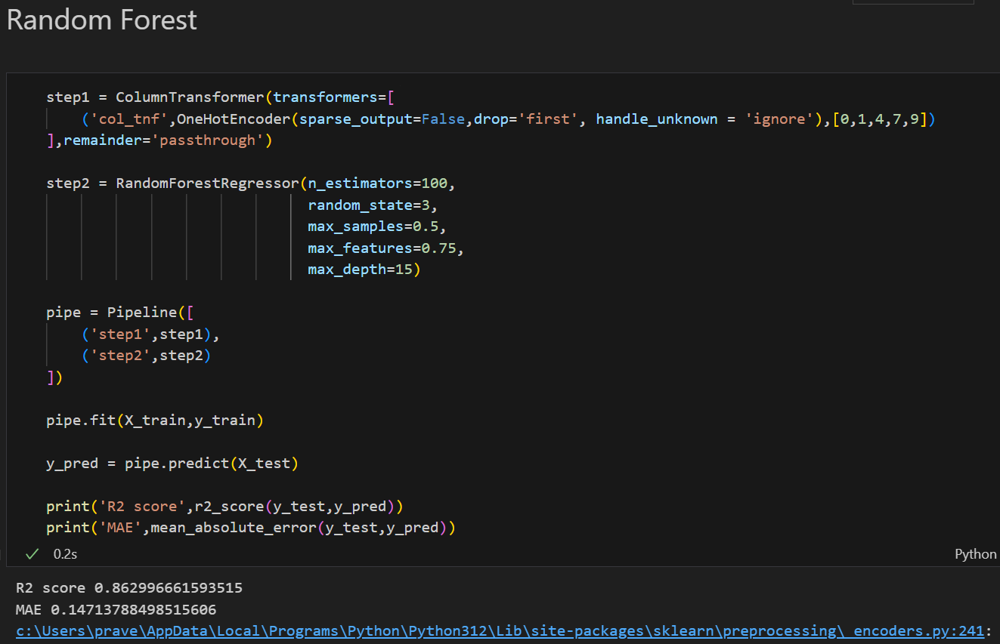 Random Forest
step1 = ColumnTransformer(transformers=[
('col_tnf',OneHotEncoder(sparse_output=False,drop='first', handle_unknown = 'ignore'),[0,1,4,7,9])
],remainder='passthrough')
step2 = RandomForestRegressor(n_estimators=100,
random_state=3,
max_samples=0.5,
max_features=0.75,
max_depth=15)
pipe = Pipeline([
('step1',step1),
('step2',step2)
])
pipe.fit(X_train,y_train)
y_pred = pipe.predict(X_test)
print('R2 score',r2_score(y_test,y_pred))
print('MAE',mean_absolute_error(y_test,y_pred))
0.2s
Python
R2 score 0.862996661593515
MAE 0.14713788498515606
c:\Users\prave\AppData\Local\Programs\Python\Python312\Lib\site-packages\sklearn\preprocessing\_encoders.py:241: